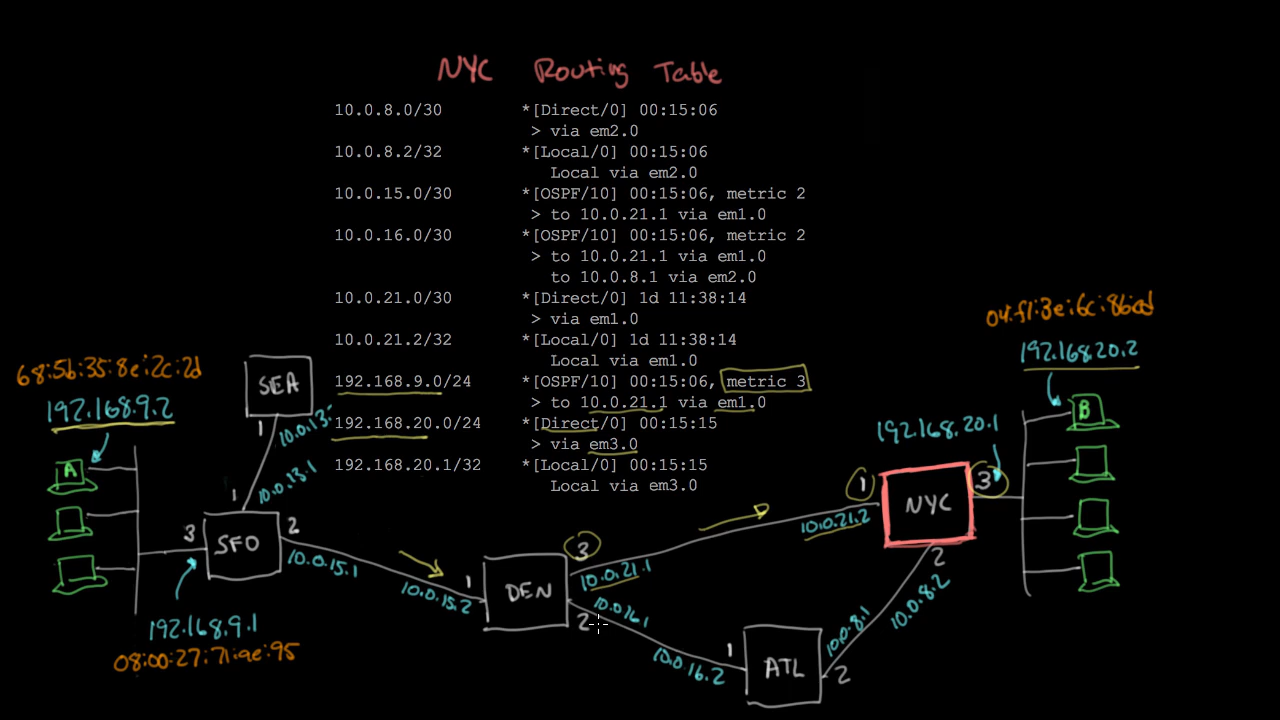 NYC Routing Table
10.0.8.0/30 *[Direct/0] 00:15:06
> via em2.0
10.0.8.2/32 *[Local/0] 00:15:06
Local via em2.0
10.0.15.0/30 *[OSPF/10] 00:15:06, metric 2
> to 10.0.21.1 via em1.0
10.0.16.0/30 *[OSPF/10] 00:15:06, metric 2
> to 10.0.21.1 via em1.0
to 10.0.8.1 via em2.0
10.0.21.0/30 *[Direct/0] 1d 11:38:14
> via em1.0
10.0.21.2/32 *[Local/0] 1d 11:38:14
Local via em1.0
192.168.9.0/24 *[OSPF/10] 00:15:06, metric 3
> to 10.0.21.1 via em1.0
192.168.20.0/24 *[Direct/0] 00:15:15
> via em3.0
192.168.20.1/32 *[Local/0] 00:15:15
Local via em3.0
68:5b:35:8e:2c:2d
192.168.9.2
A
SEA
1
10.0.13.
10.0.13.1
1
3
SFO
2
10.0.15.1
192.168.9.1
08:00:27:71:ae:95
10.0.15.2
1
DEN
3
10.0.21.1
2
10.0.16.1
10.0.16.2
1
ATL
2
10.0.8.1
10.0.8.2
2
10.0.21.2
1
NYC
3
192.168.20.1
04:f1:3e:6c:86:ad
192.168.20.2
B